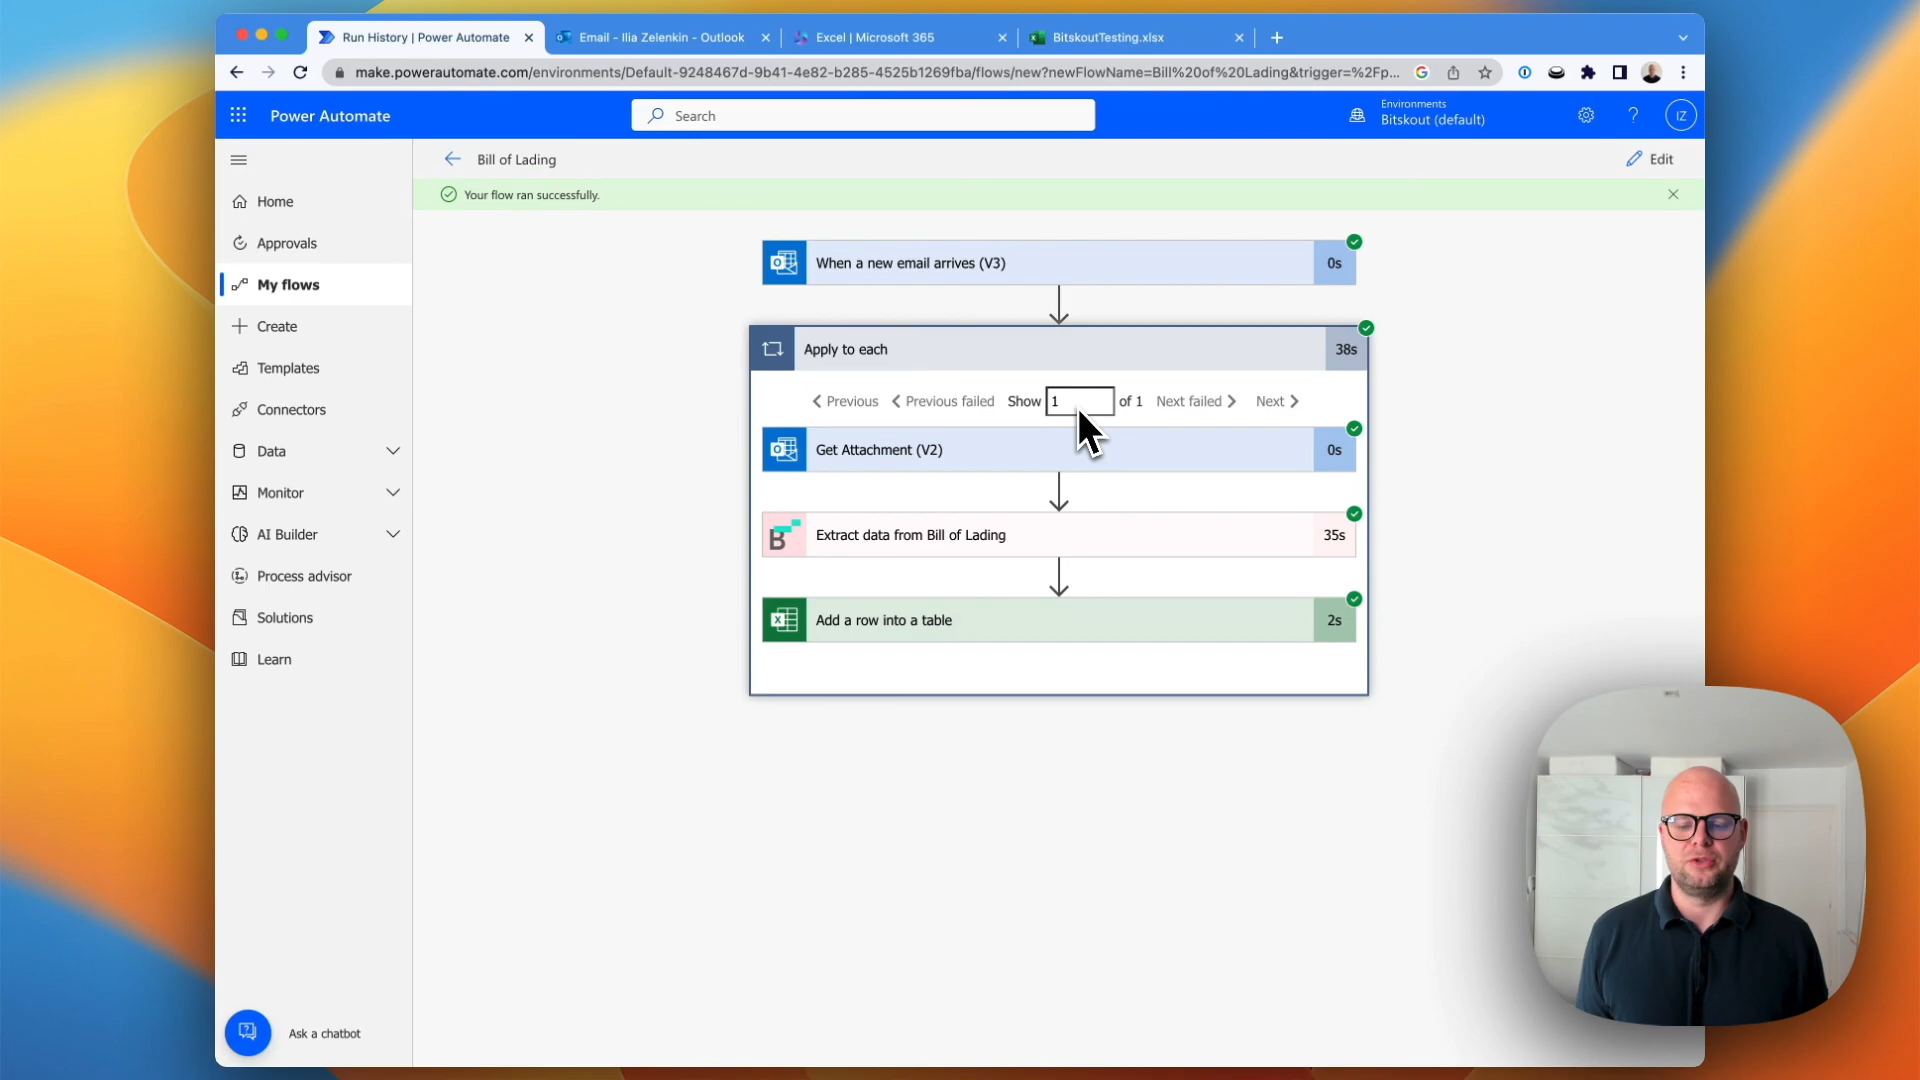 Run History | Power Automate
Email - Ilia Zelenkin - Outlook
Excel | Microsoft 365
BitskoutTesting.xlsx
make.powerautomate.com/environments/Default-9248467d-9b41-4e82-b285-4525b1269fba/flows/new?newFlowName=Bill%20of%20Lading&trigger=%2Fp...
Power Automate
Search
Environments
Bitskout (default)
?
IZ
Bill of Lading
Edit
Your flow ran successfully.
Home
Approvals
My flows
Create
Templates
Connectors
Data
Monitor
AI Builder
Process advisor
Solutions
Learn
When a new email arrives (V3)
0s
Apply to each
38s
Previous
Previous failed
Show
1
of 1
Next failed
Next
Get Attachment (V2)
0s
B
Extract data from Bill of Lading
35s
Add a row into a table
2s
Ask a chatbot